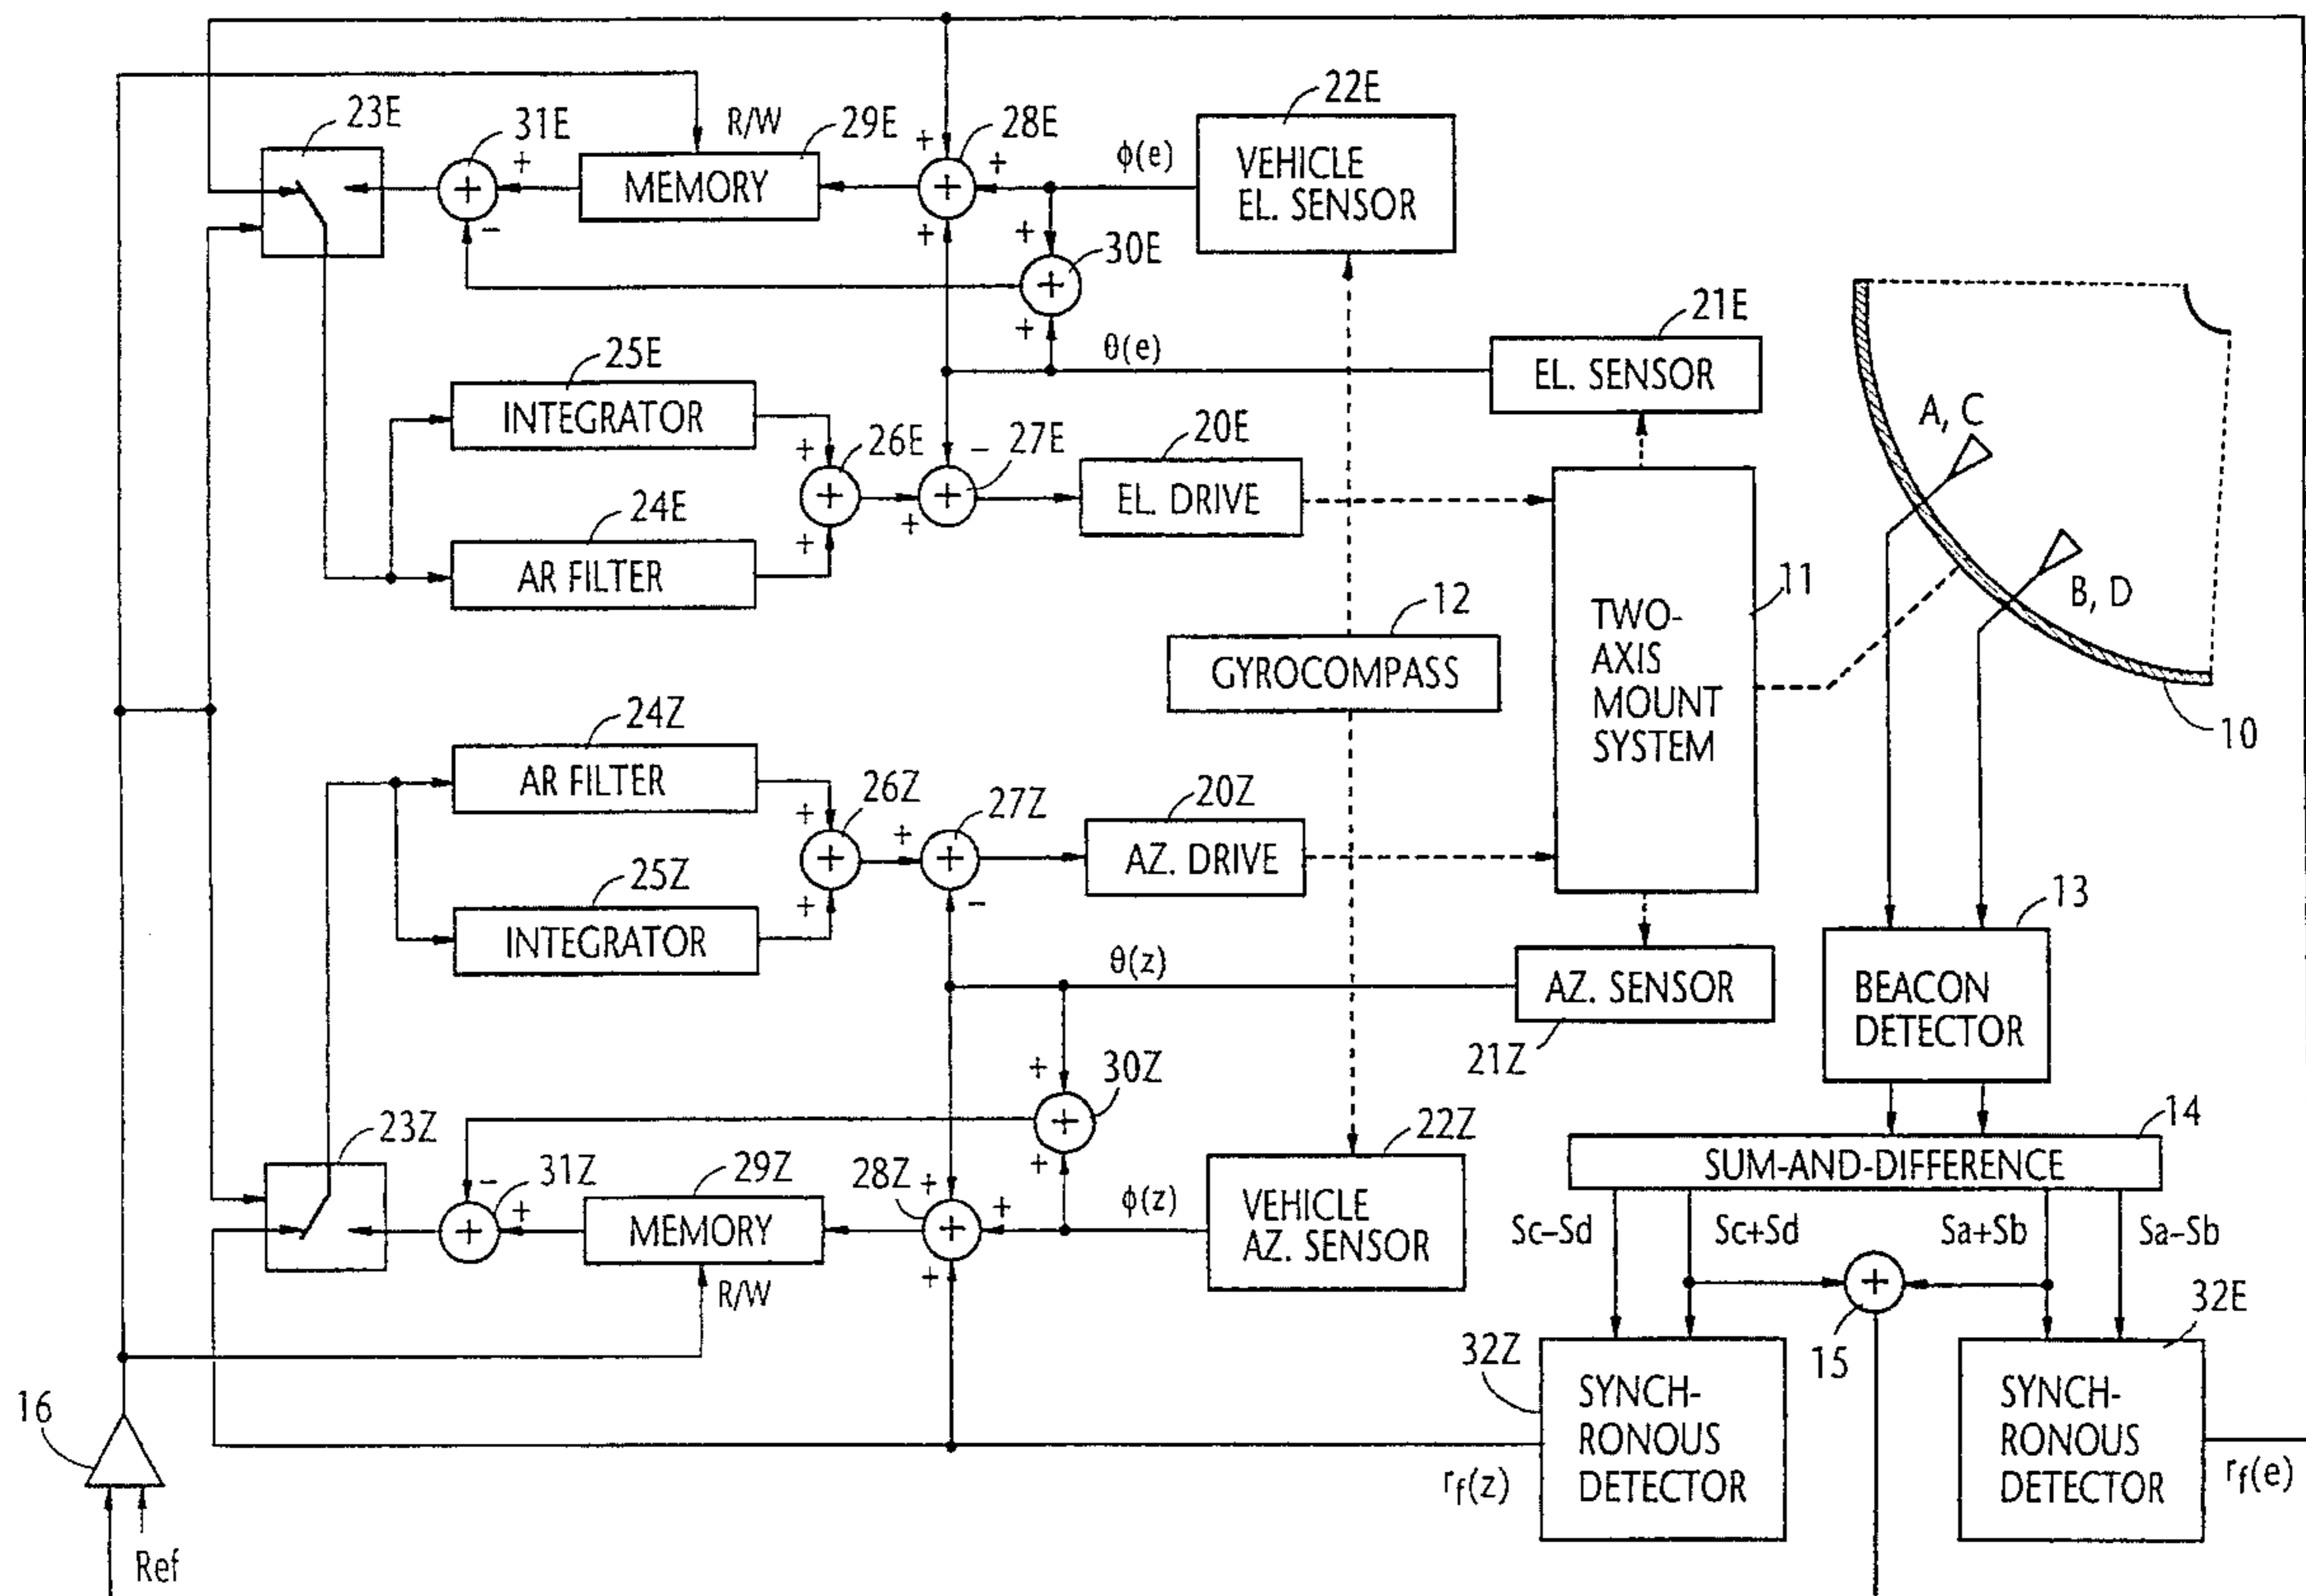 22E
23E
31E
R/W
29E
28E
ϕ(e)
VEHICLE
EL. SENSOR
+
+
+
+
MEMORY
+
+
−
+
30E
+
21E
θ(e)
EL. SENSOR
25E
INTEGRATOR
A, C
+
26E
−
27E
20E
+
+
EL. DRIVE
24E
+
+
AR FILTER
B, D
12
11
TWO-
AXIS
MOUNT
SYSTEM
GYROCOMPASS
10
24Z
AR FILTER
26Z
27Z
20Z
+
+
+
+
AZ. DRIVE
25Z
+
−
INTEGRATOR
13
θ(z)
AZ. SENSOR
BEACON
DETECTOR
21Z
+
30Z
+
+
22Z
14
23Z
SUM-AND-DIFFERENCE
−
31Z
29Z
28Z
+
+
+
+
+
MEMORY
ϕ(z)
VEHICLE
AZ. SENSOR
Sc−Sd
Sc+Sd
Sa+Sb
Sa−Sb
+
+
R/W
32E
32Z
15
16
SYNCH-
RONOUS
DETECTOR
SYNCH-
RONOUS
DETECTOR
rf(z)
rf(e)
Ref